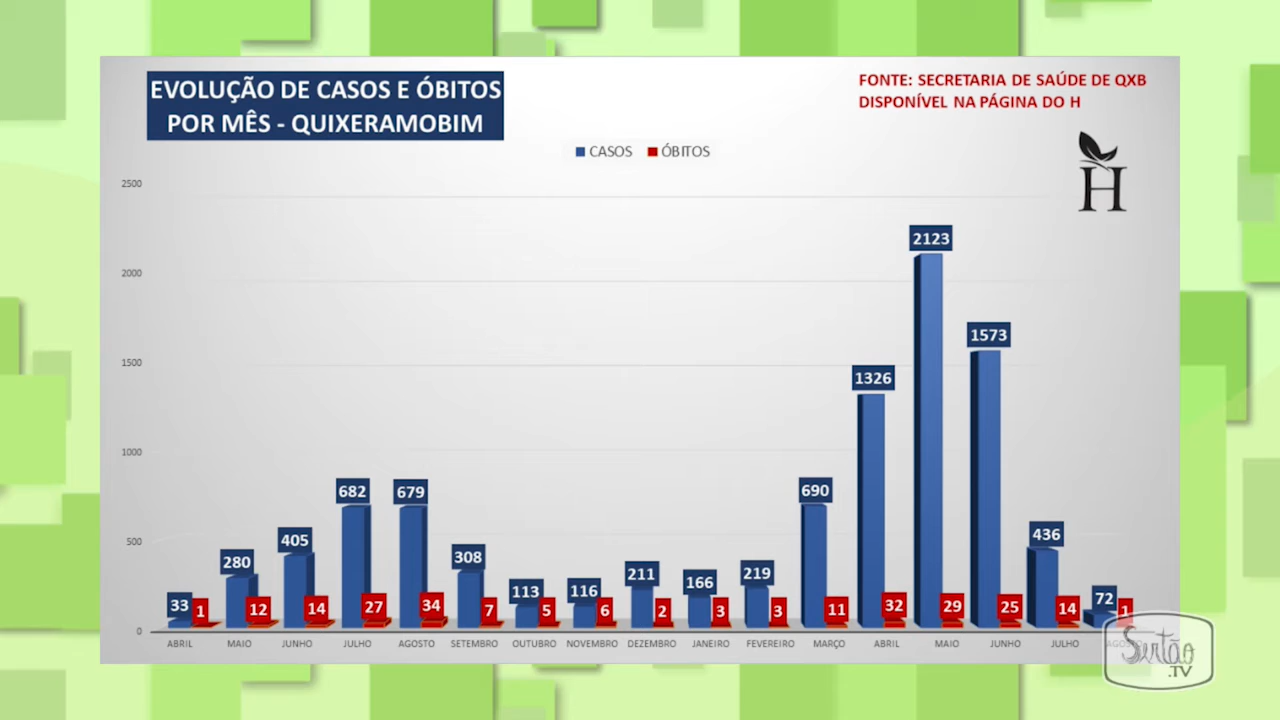 EVOLUÇÃO DE CASOS E ÓBITOS
POR MÊS - QUIXERAMOBIM
FONTE: SECRETARIA DE SAÚDE DE QXB
DISPONÍVEL NA PÁGINA DO H
H
CASOS ÓBITOS
2500
2000
1500
1000
500
0
33 280 405 682 679 308 113 116 211 166 219 690 1326 2123 1573 436 72
1 12 14 27 34 7 5 6 2 3 3 11 32 29 25 14 1
ABRIL MAIO JUNHO JULHO AGOSTO SETEMBRO OUTUBRO NOVEMBRO DEZEMBRO JANEIRO FEVEREIRO MARÇO ABRIL MAIO JUNHO JULHO
Sertão
.TV